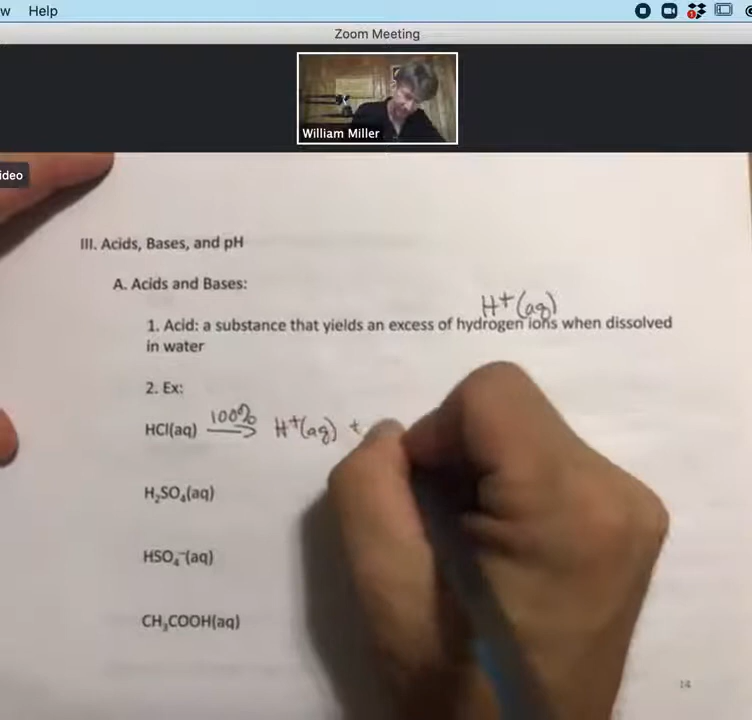 w Help
Zoom Meeting
William Miller
ideo
III. Acids, Bases, and pH
A. Acids and Bases:
H⁺(aq)
1. Acid: a substance that yields an excess of hydrogen ions when dissolved
in water
2. Ex:
HCl(aq) 100% → H⁺(aq) +
H₂SO₄(aq)
HSO₄⁻(aq)
CH₃COOH(aq)
14